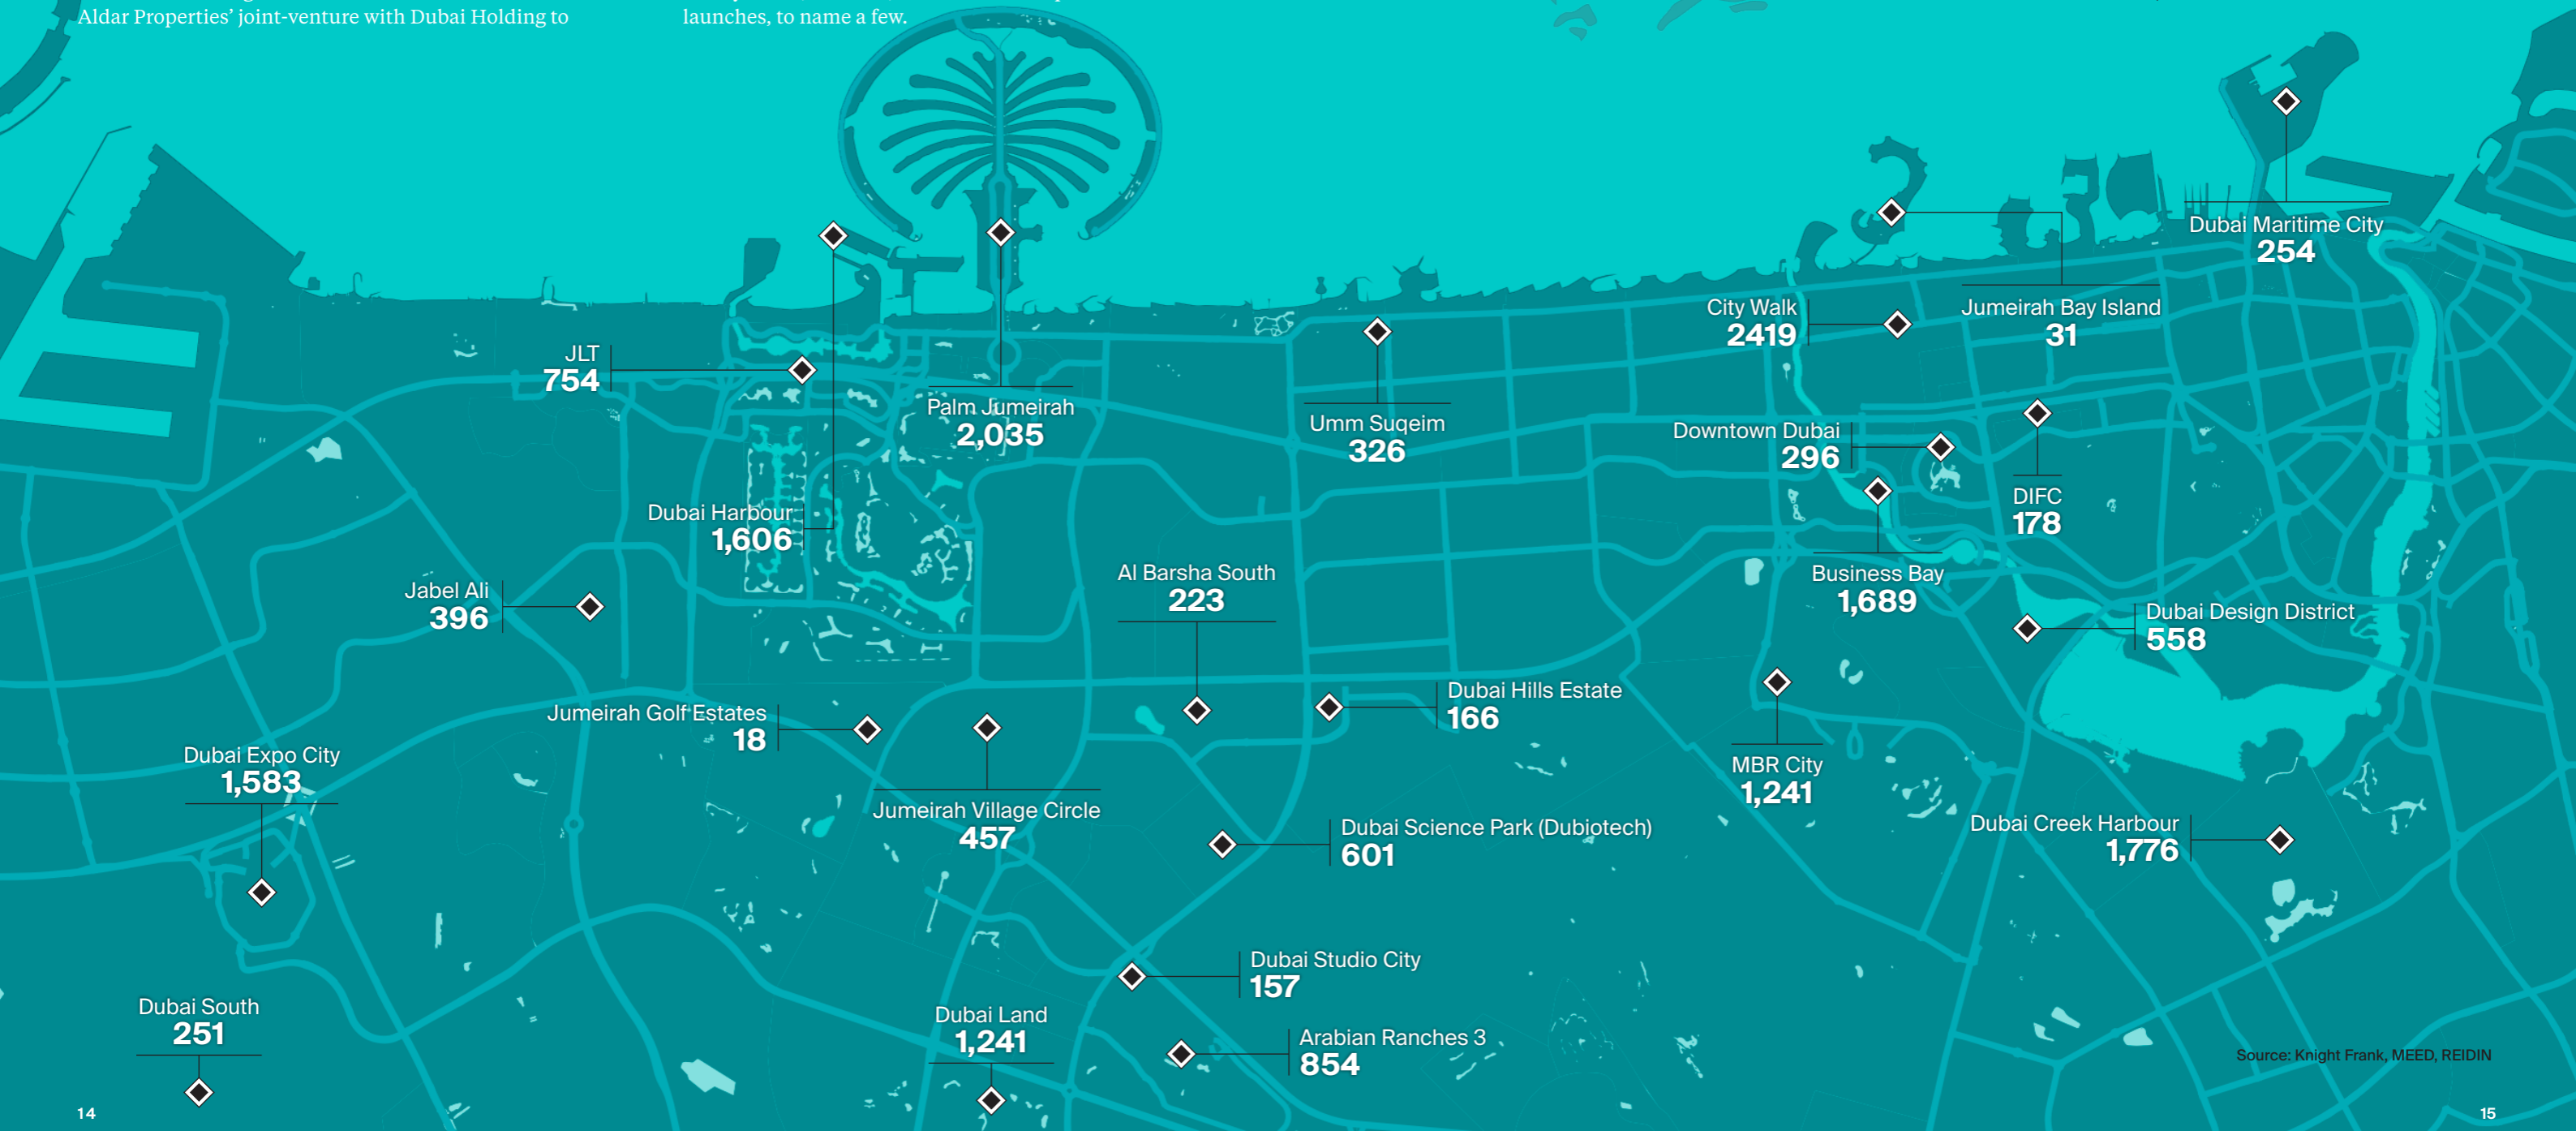 Aldar Properties’ joint-venture with Dubai Holding to
launches, to name a few.
Dubai Maritime City
254
City Walk
2419
Jumeirah Bay Island
31
JLT
754
Palm Jumeirah
2,035
Umm Suqeim
326
Downtown Dubai
296
DIFC
178
Dubai Harbour
1,606
Business Bay
1,689
Al Barsha South
223
Jabel Ali
396
Dubai Design District
558
Dubai Hills Estate
166
Jumeirah Golf Estates
18
Dubai Expo City
1,583
MBR City
1,241
Jumeirah Village Circle
457
Dubai Science Park (Dubiotech)
601
Dubai Creek Harbour
1,776
Dubai Studio City
157
Dubai South
251
Dubai Land
1,241
Arabian Ranches 3
854
Source: Knight Frank, MEED, REIDIN
14
15